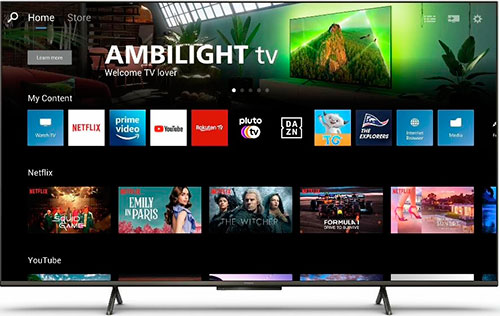 Home Store
Learn more
AMBILIGHT tv
Welcome TV lover
My Content
Watch TV
NETFLIX
prime video
YouTube
Rakuten TV
pluto tv
DAZN
TG
THE EXPLORERS
Internet Browser
Media
Netflix
NETFLIX
SQUID GAME
NETFLIX
EMILY IN PARIS
NETFLIX
THE WITCHER
NETFLIX
FORMULA 1
DRIVE TO SURVIVE
NETFLIX
YouTube